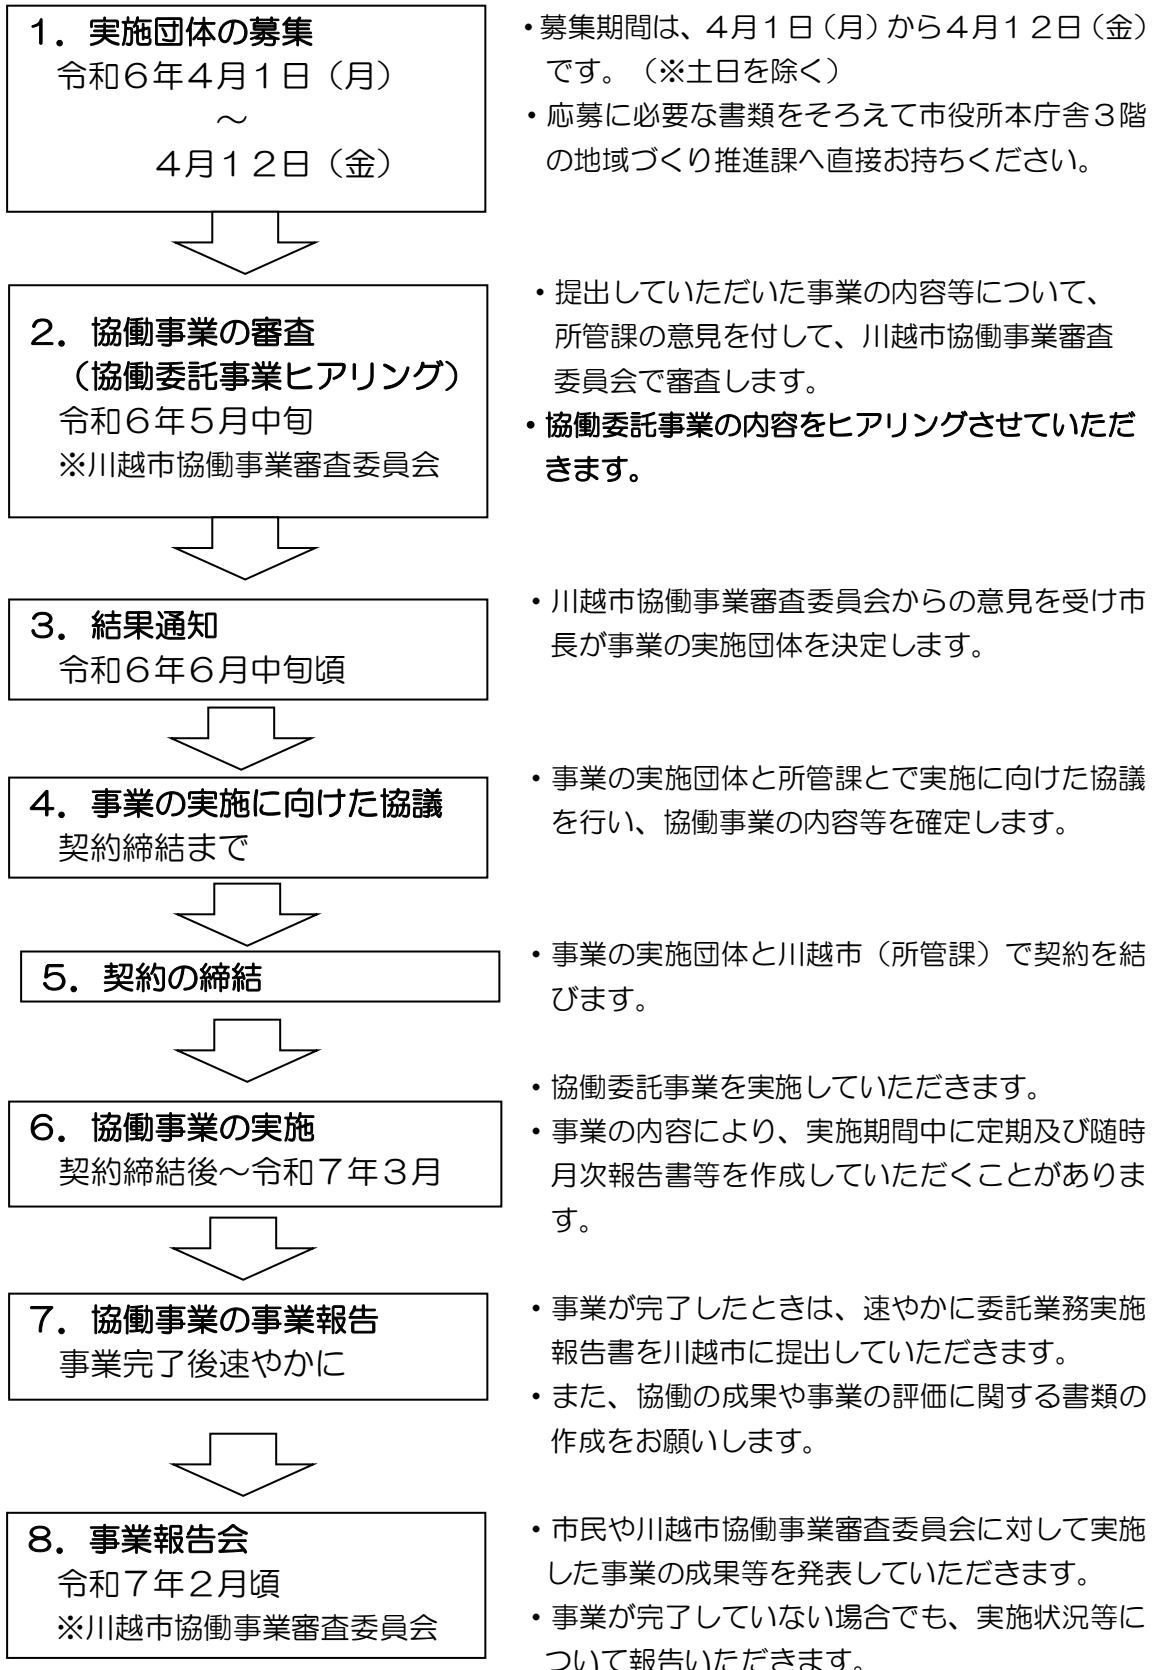 １．実施団体の募集
令和６年４月１日（月）
～
４月１２日（金）
・募集期間は、４月１日（月）から４月１２日（金）
です。（※土日を除く）
・応募に必要な書類をそろえて市役所本庁舎３階
の地域づくり推進課へ直接お持ちください。
２．協働事業の審査
（協働委託事業ヒアリング）
令和６年５月中旬
※川越市協働事業審査委員会
・提出していただいた事業の内容等について、
所管課の意見を付して、川越市協働事業審査
委員会で審査します。
・協働委託事業の内容をヒアリングさせていただ
きます。
３．結果通知
令和６年６月中旬頃
・川越市協働事業審査委員会からの意見を受け市
長が事業の実施団体を決定します。
４．事業の実施に向けた協議
契約締結まで
・事業の実施団体と所管課とで実施に向けた協議
を行い、協働事業の内容等を確定します。
５．契約の締結
・事業の実施団体と川越市（所管課）で契約を結
びます。
６．協働事業の実施
契約締結後～令和７年３月
・協働委託事業を実施していただきます。
・事業の内容により、実施期間中に定期及び随時
月次報告書等を作成していただくことがありま
す。
７．協働事業の事業報告
事業完了後速やかに
・事業が完了したときは、速やかに委託業務実施
報告書を川越市に提出していただきます。
・また、協働の成果や事業の評価に関する書類の
作成をお願いします。
８．事業報告会
令和７年２月頃
※川越市協働事業審査委員会
・市民や川越市協働事業審査委員会に対して実施
した事業の成果等を発表していただきます。
・事業が完了していない場合でも、実施状況等に
ついて報告いただきます。